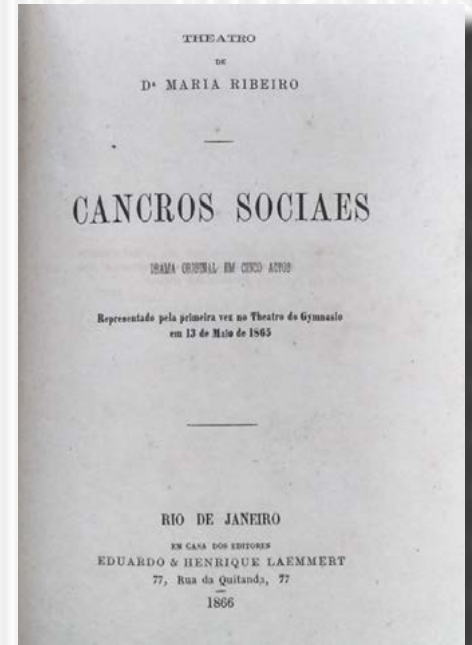 THEATRO
DE
Dª MARIA RIBEIRO
CANCROS SOCIAES
DRAMA ORIGINAL EM CINCO ACTOS
Representado pela primeira vez no Theatro do Gymnasio
em 13 de Maio de 1865
RIO DE JANEIRO
EM CASA DOS EDITORES
EDUARDO & HENRIQUE LAEMMERT
77, Rua da Quitanda, 77
1866